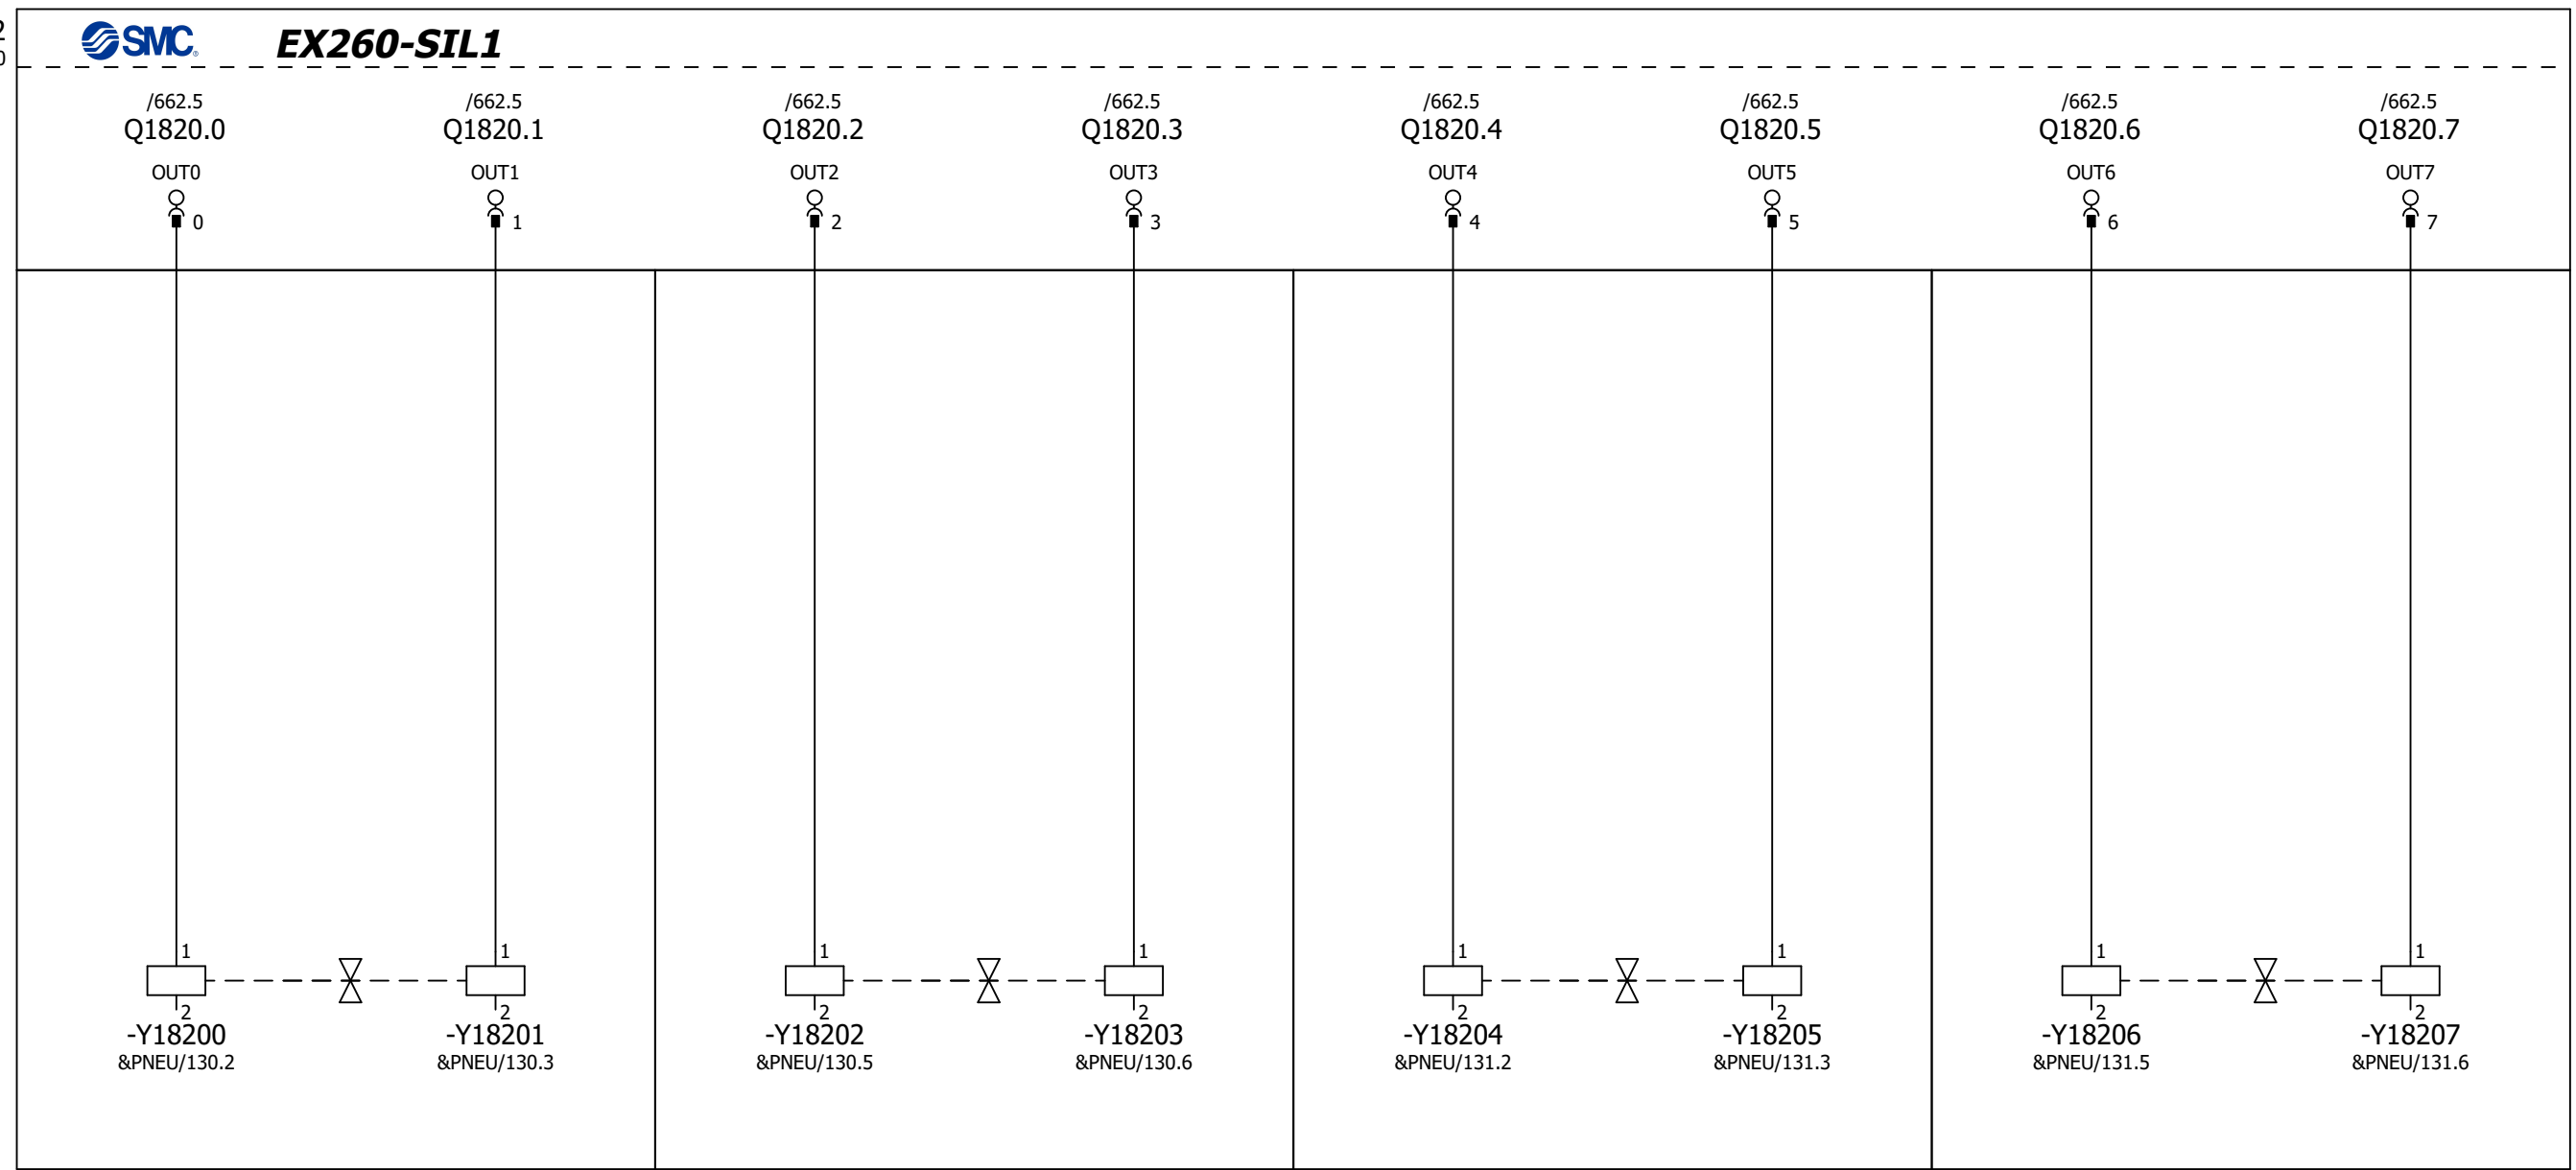 2
0
SMC®
EX260-SIL1
/662.5 /662.5 /662.5 /662.5 /662.5 /662.5 /662.5 /662.5
Q1820.0 Q1820.1 Q1820.2 Q1820.3 Q1820.4 Q1820.5 Q1820.6 Q1820.7
OUT0 OUT1 OUT2 OUT3 OUT4 OUT5 OUT6 OUT7
0 1 2 3 4 5 6 7
1 1 1 1 1 1 1 1
2 2 2 2 2 2 2 2
-Y18200 -Y18201 -Y18202 -Y18203 -Y18204 -Y18205 -Y18206 -Y18207
&PNEU/130.2 &PNEU/130.3 &PNEU/130.5 &PNEU/130.6 &PNEU/131.2 &PNEU/131.3 &PNEU/131.5 &PNEU/131.6